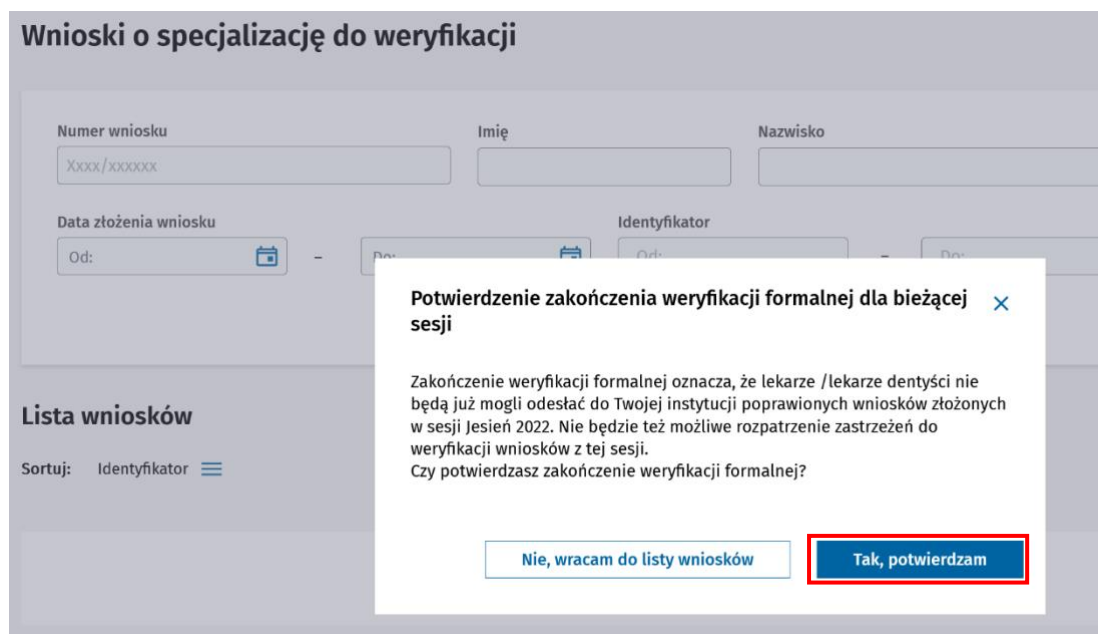 Wnioski o specjalizację do weryfikacji
Numer wniosku
Imię
Nazwisko
Xxxx/xxxxxx
Data złożenia wniosku
Identyfikator
Od:
–
Do:
Od:
–
Do:
Potwierdzenie zakończenia weryfikacji formalnej dla bieżącej
sesji
Zakończenie weryfikacji formalnej oznacza, że lekarze /lekarze dentyści nie
będą już mogli odesłać do Twojej instytucji poprawionych wniosków złożonych
w sesji Jesień 2022. Nie będzie też możliwe rozpatrzenie zastrzeżeń do
weryfikacji wniosków z tej sesji.
Czy potwierdzasz zakończenie weryfikacji formalnej?
Nie, wracam do listy wniosków
Tak, potwierdzam
Lista wniosków
Sortuj: Identyfikator